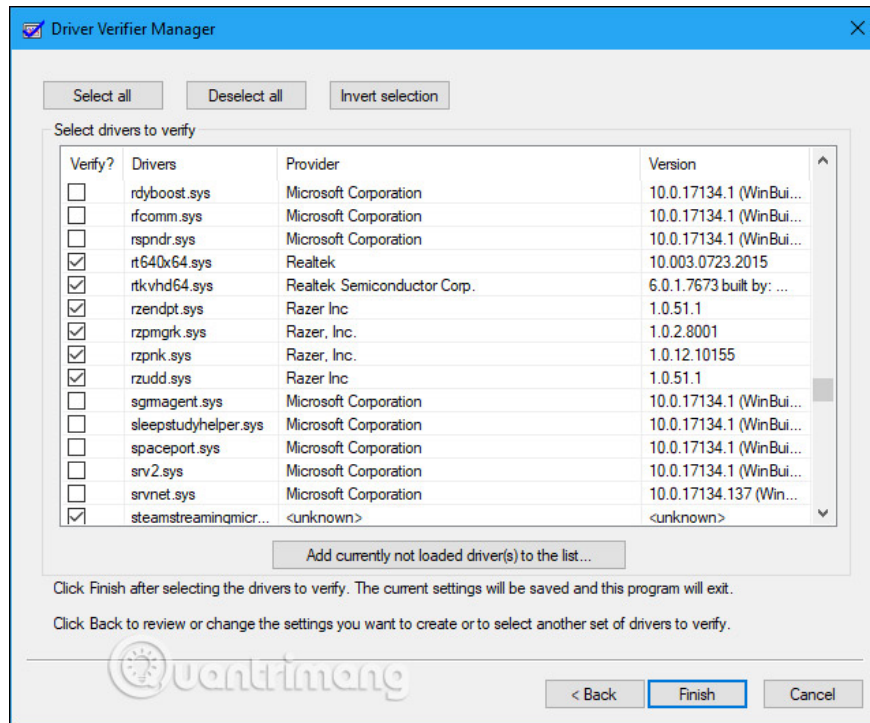 Driver Verifier Manager
Select all Deselect all Invert selection
Select drivers to verify
Verify? Drivers Provider Version
rdyboost.sys Microsoft Corporation 10.0.17134.1 (WinBui...
rfcomm.sys Microsoft Corporation 10.0.17134.1 (WinBui...
rspndr.sys Microsoft Corporation 10.0.17134.1 (WinBui...
rt640x64.sys Realtek 10.003.0723.2015
rtkvhd64.sys Realtek Semiconductor Corp. 6.0.1.7673 built by: ...
rzendpt.sys Razer Inc 1.0.51.1
rzpmgrk.sys Razer, Inc. 1.0.2.8001
rzpnk.sys Razer, Inc. 1.0.12.10155
rzudd.sys Razer Inc 1.0.51.1
sgrmagent.sys Microsoft Corporation 10.0.17134.1 (WinBui...
sleepstudyhelper.sys Microsoft Corporation 10.0.17134.1 (WinBui...
spaceport.sys Microsoft Corporation 10.0.17134.1 (WinBui...
srv2.sys Microsoft Corporation 10.0.17134.1 (WinBui...
srvnet.sys Microsoft Corporation 10.0.17134.137 (Win...
steamstreamingmicr... <unknown> <unknown>
Add currently not loaded driver(s) to the list...
Click Finish after selecting the drivers to verify. The current settings will be saved and this program will exit.
Click Back to review or change the settings you want to create or to select another set of drivers to verify.
Quantrimang
< Back Finish Cancel